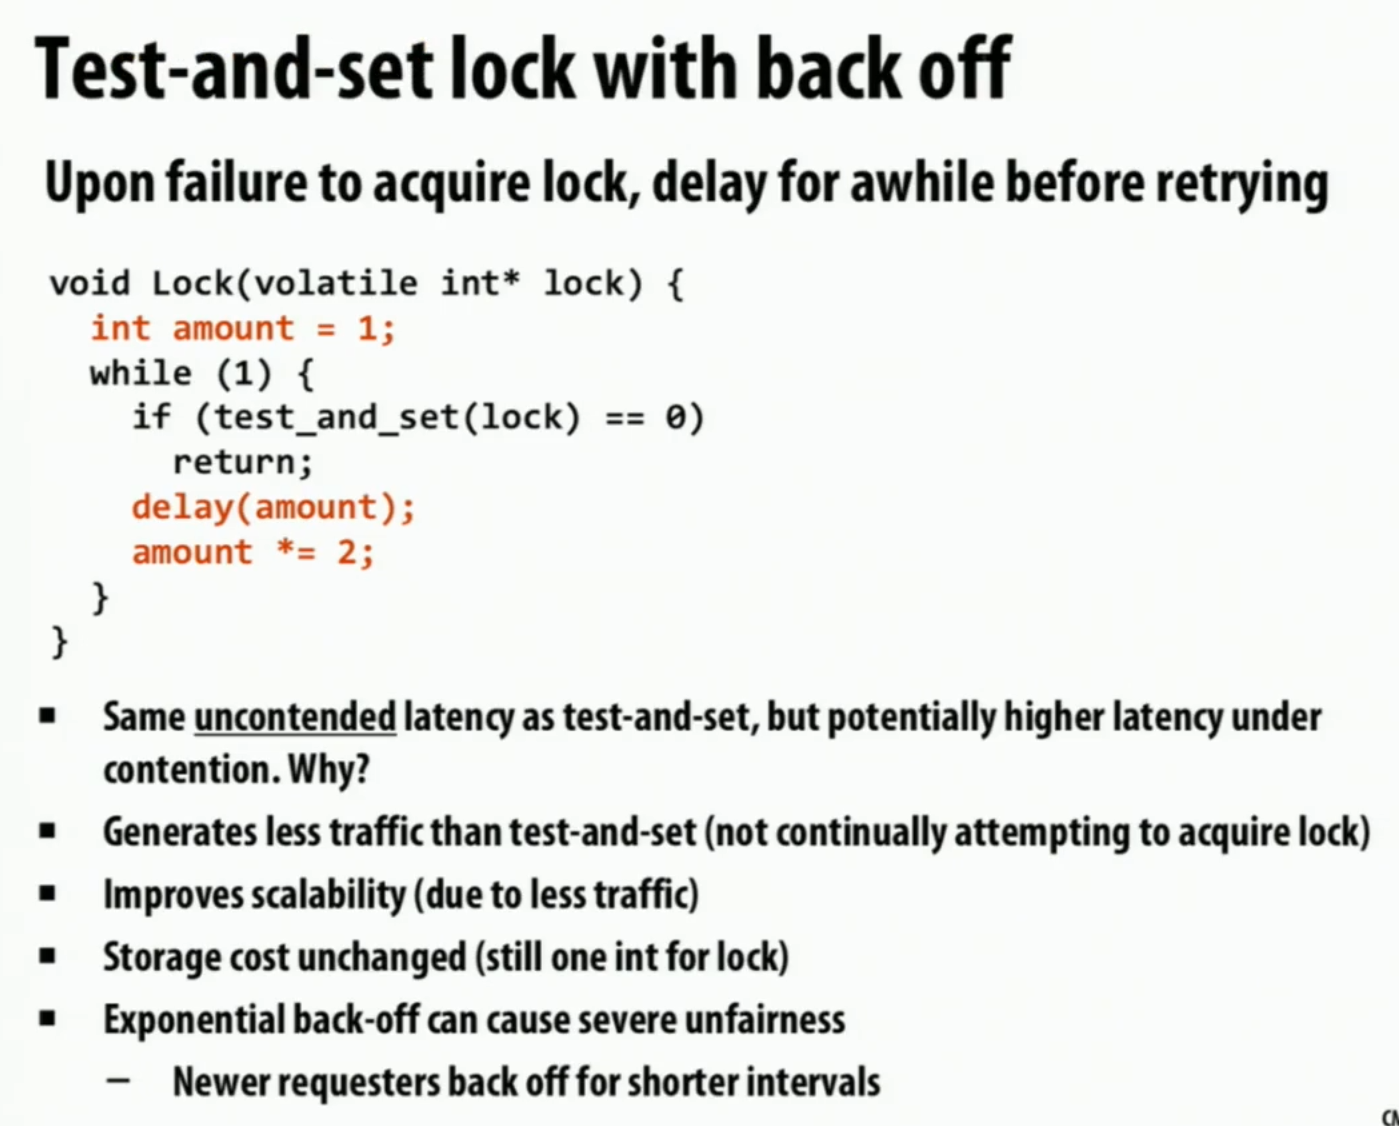 Test-and-set lock with back off
Upon failure to acquire lock, delay for awhile before retrying
void Lock(volatile int* lock) {
int amount = 1;
while (1) {
if (test_and_set(lock) == 0)
return;
delay(amount);
amount *= 2;
}
}
■ Same uncontended latency as test-and-set, but potentially higher latency under
contention. Why?
■ Generates less traffic than test-and-set (not continually attempting to acquire lock)
■ Improves scalability (due to less traffic)
■ Storage cost unchanged (still one int for lock)
■ Exponential back-off can cause severe unfairness
– Newer requesters back off for shorter intervals